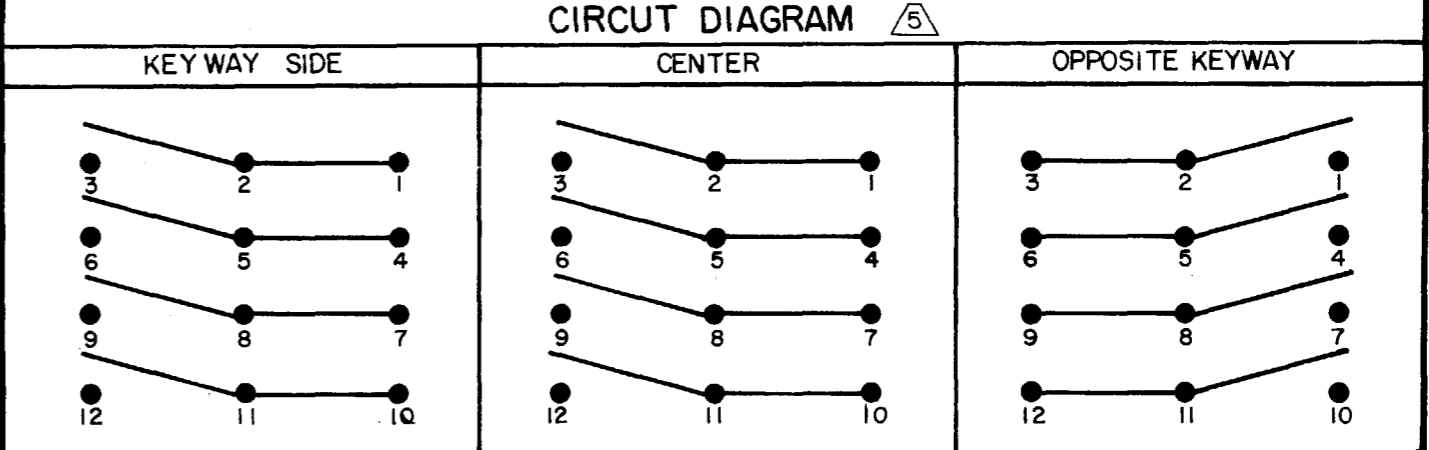 CIRCUT DIAGRAM 5
KEYWAY SIDE CENTER OPPOSITE KEYWAY
3 2 1 3 2 1 3 2 1
6 5 4 6 5 4 6 5 4
9 8 7 9 8 7 9 8 7
12 11 10 12 11 10 12 11 10